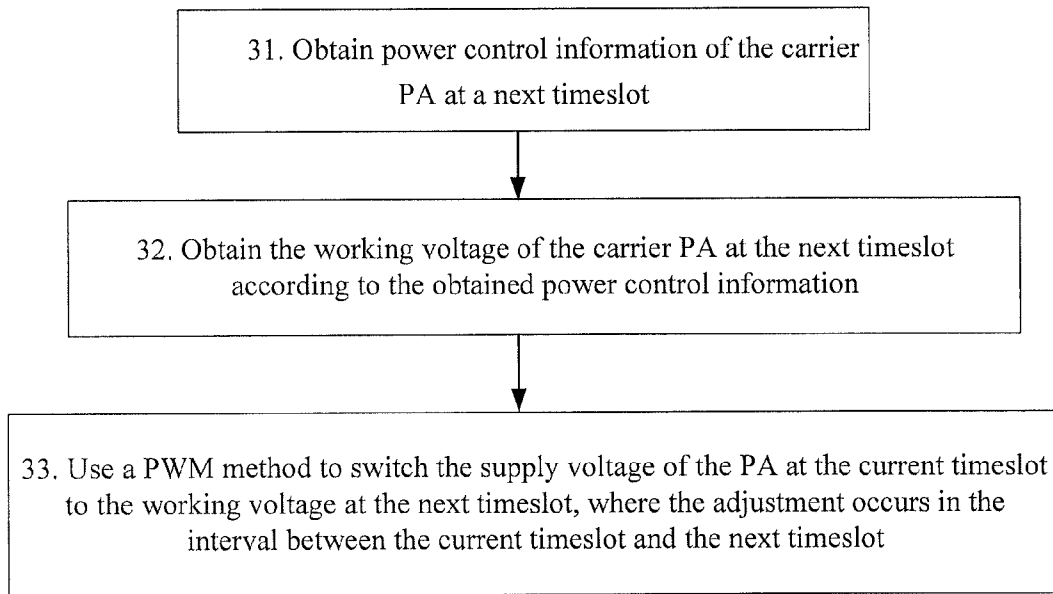 31. Obtain power control information of the carrier
PA at a next timeslot
32. Obtain the working voltage of the carrier PA at the next timeslot
according to the obtained power control information
33. Use a PWM method to switch the supply voltage of the PA at the current timeslot
to the working voltage at the next timeslot, where the adjustment occurs in the
interval between the current timeslot and the next timeslot